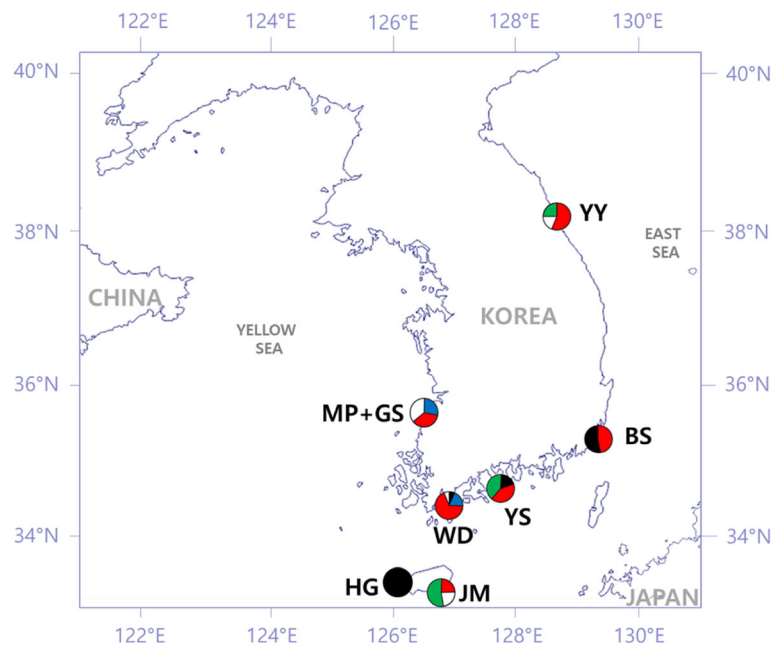 122°E 124°E 126°E 128°E 130°E
40°N 40°N
YY
38°N 38°N
EAST
SEA
CHINA
KOREA
YELLOW
SEA
36°N 36°N
MP+GS
BS
YS
34°N 34°N
WD
HG JM
JAPAN
122°E 124°E 126°E 128°E 130°E